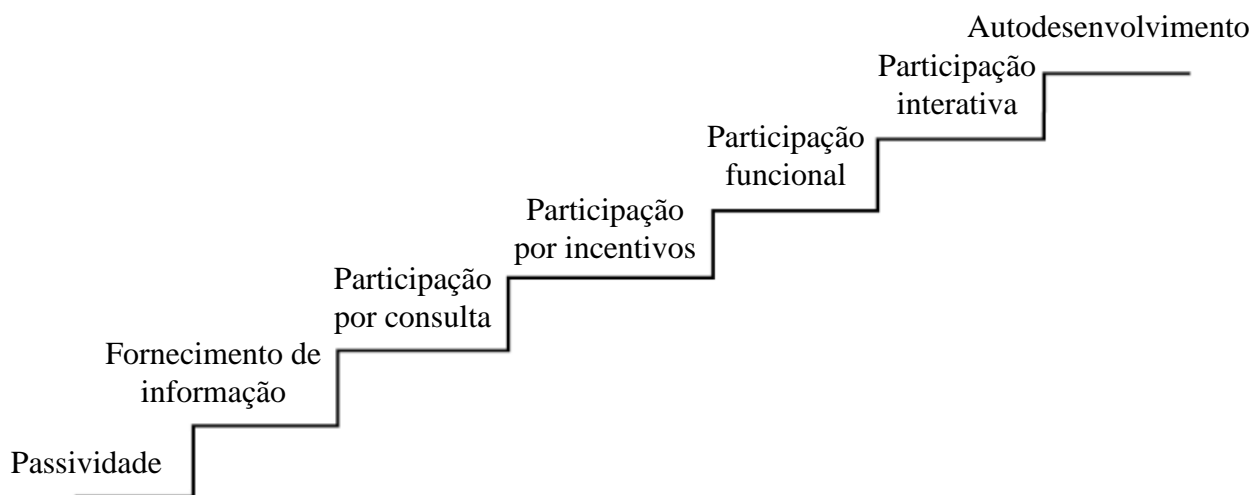 Autodesenvolvimento
Participação
interativa
Participação
funcional
Participação
por incentivos
Participação
por consulta
Fornecimento de
informação
Passividade